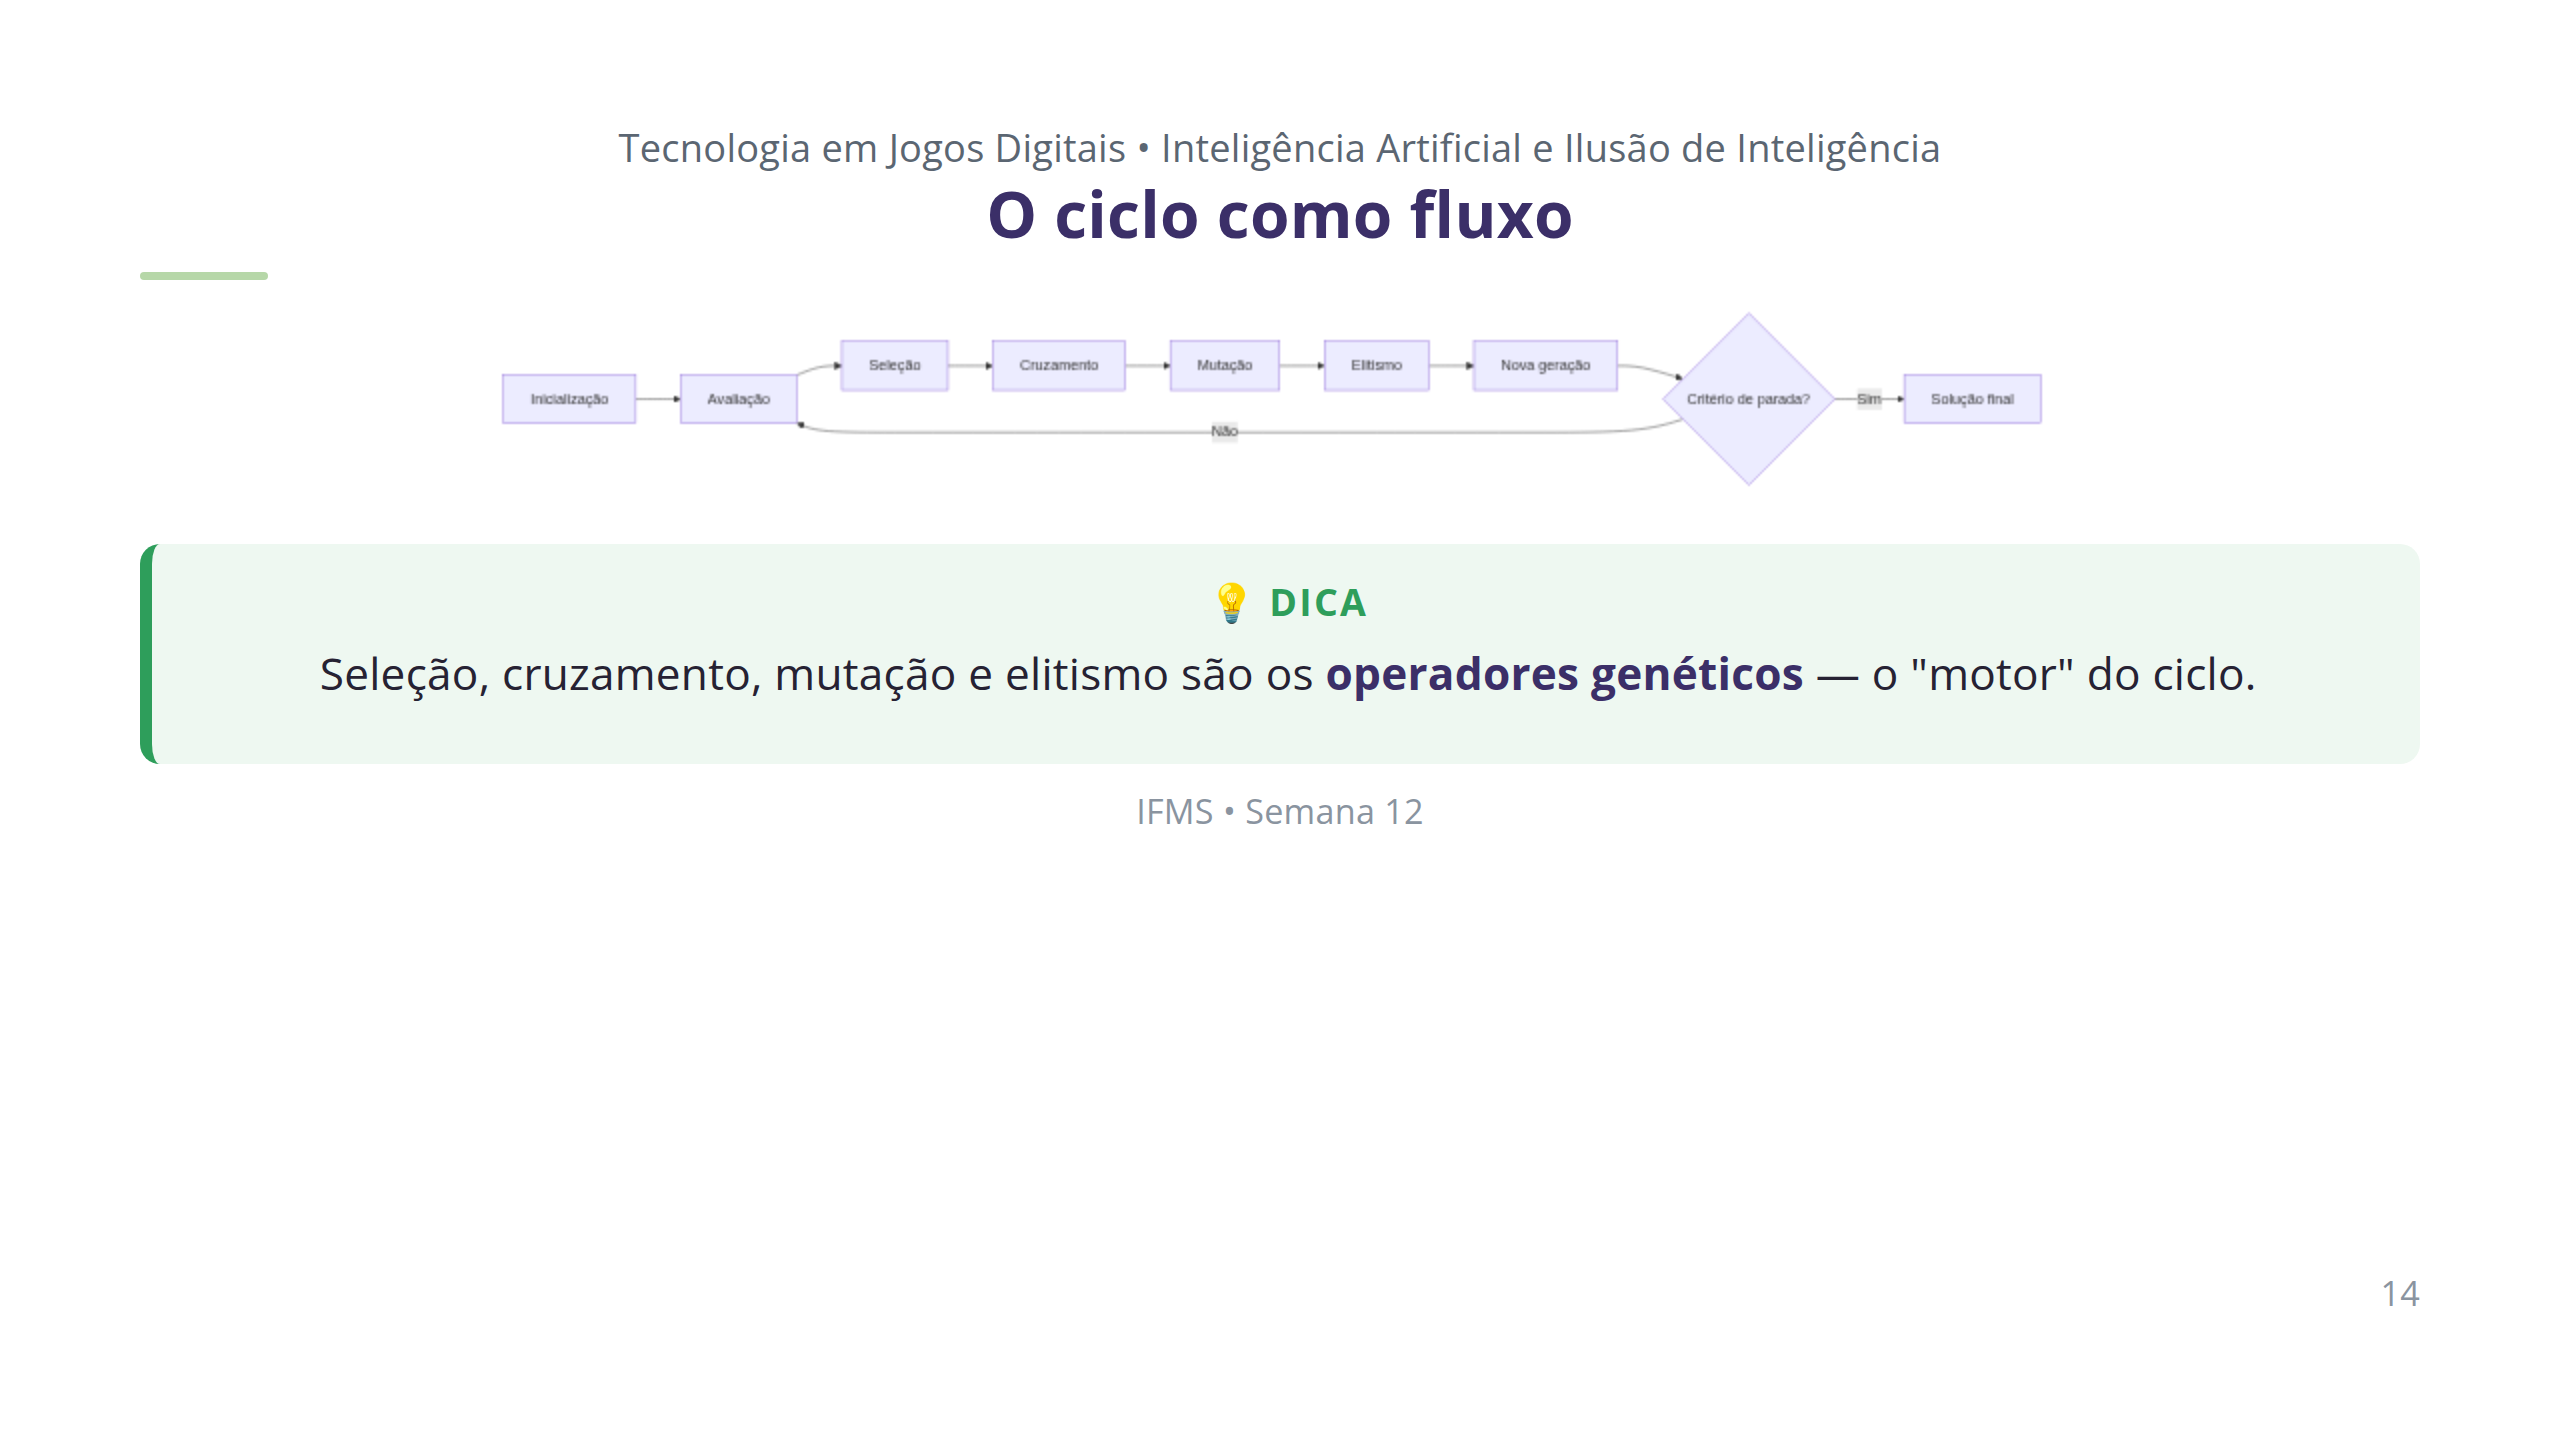 Tecnologia em Jogos Digitais • Inteligência Artificial e Ilusão de Inteligência
O ciclo como fluxo
Inicialização
Avaliação
Seleção
Cruzamento
Mutação
Elitismo
Nova geração
Critério de parada?
Sim
Solução final
Não
💡 DICA
Seleção, cruzamento, mutação e elitismo são os operadores genéticos — o "motor" do ciclo.
IFMS • Semana 12
14